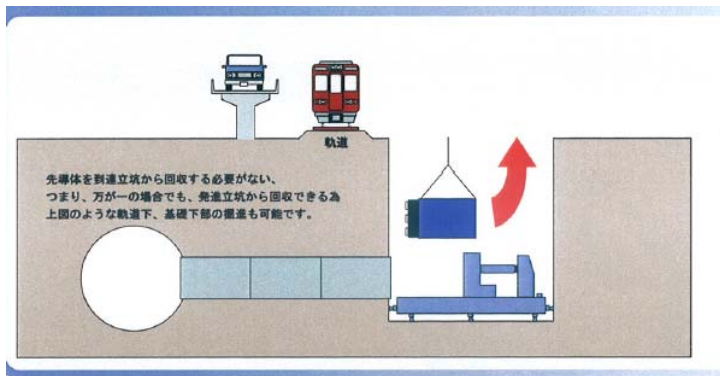 軌道
先導体を到達立坑から回収する必要がない、
つまり、万が一の場合でも、発進立坑から回収できる為
上図のような軌道下、基礎下部の掘進も可能です。